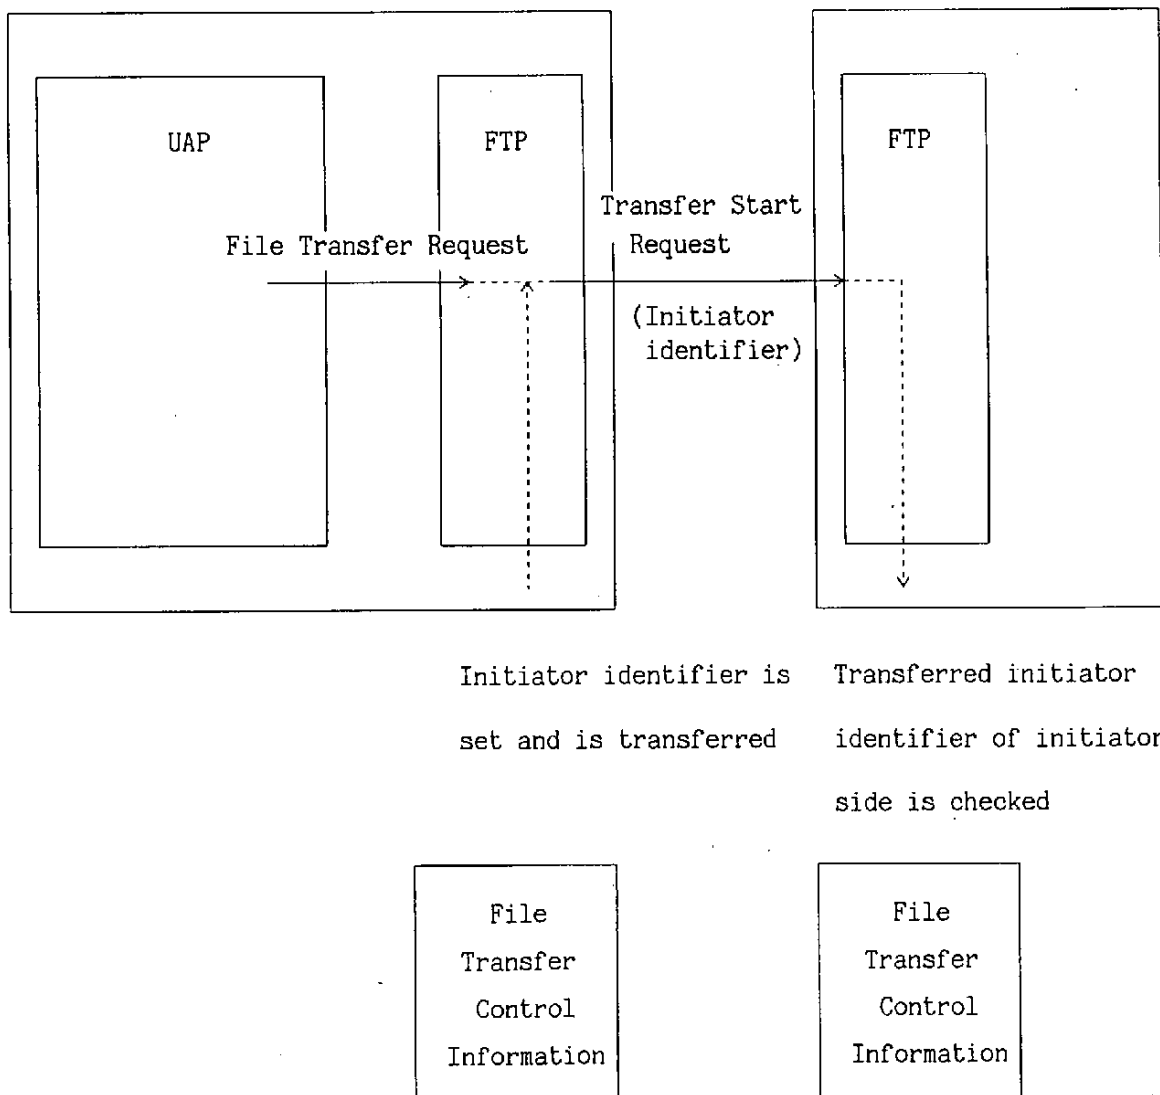 UAP
FTP
FTP
File Transfer Request
Transfer Start
Request
(Initiator
identifier)
Initiator identifier is
set and is transferred
Transferred initiator
identifier of initiator
side is checked
File
Transfer
Control
Information
File
Transfer
Control
Information